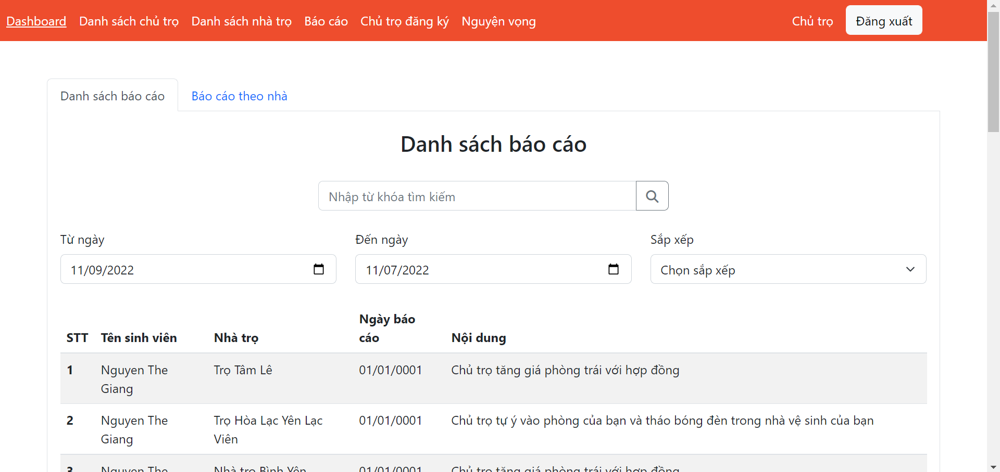 Dashboard Danh sách chủ trọ Danh sách nhà trọ Báo cáo Chủ trọ đăng ký Nguyện vọng Chủ trọ Đăng xuất
Danh sách báo cáo Báo cáo theo nhà
Danh sách báo cáo
Nhập từ khóa tìm kiếm
Từ ngày Đến ngày Sắp xếp
11/09/2022 11/07/2022 Chọn sắp xếp
Ngày báo
STT Tên sinh viên Nhà trọ cáo Nội dung
1 Nguyen The Trọ Tâm Lê 01/01/0001 Chủ trọ tăng giá phòng trái với hợp đồng
Giang
2 Nguyen The Trọ Hòa Lạc Yên Lạc 01/01/0001 Chủ trọ tự ý vào phòng của bạn và tháo bóng đèn trong nhà vệ sinh của bạn
Giang Viên
3 Nguyen The Nhà trọ Bình Yên 01/01/0001 Chủ trọ tăng giá phòng trái với hợp đồng